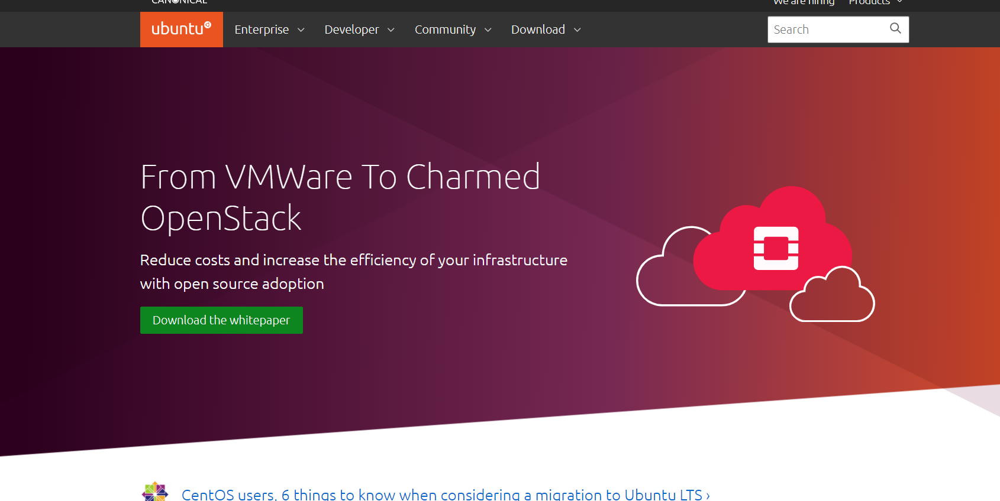 CANONICAL
We are hiring Products
ubuntu
Enterprise Developer Community Download
Search
From VMWare To Charmed
OpenStack
Reduce costs and increase the efficiency of your infrastructure
with open source adoption
Download the whitepaper
CentOS users, 6 things to know when considering a migration to Ubuntu LTS ›